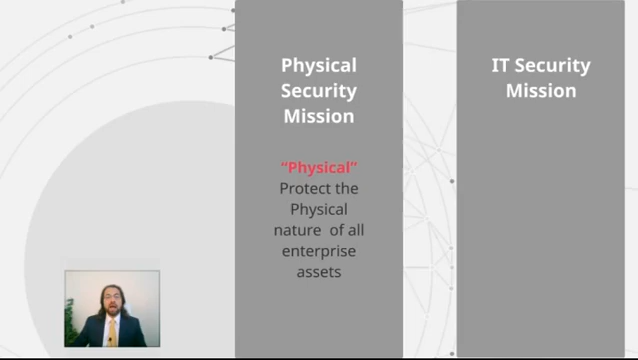 Physical
Security
Mission
“Physical”
Protect the
Physical
nature of all
enterprise
assets
IT Security
Mission